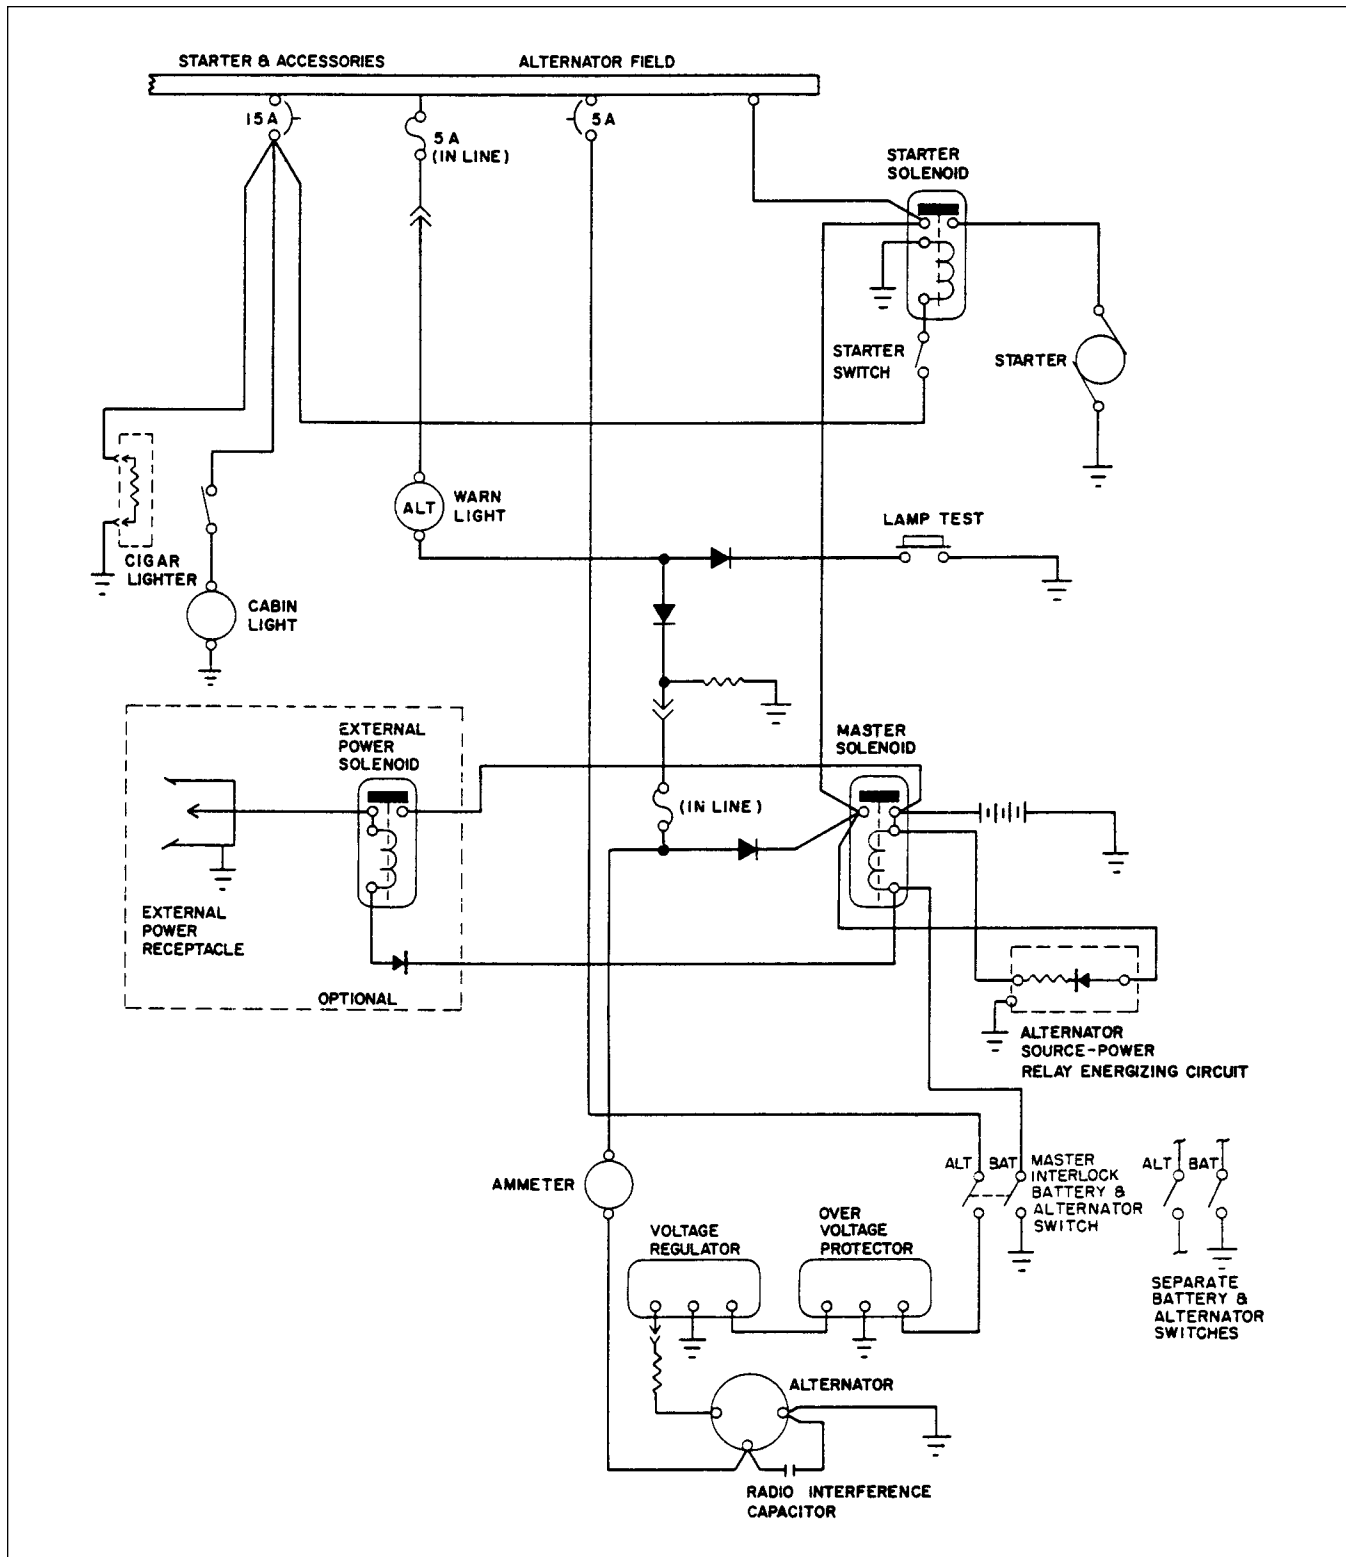 STARTER & ACCESSORIES
ALTERNATOR FIELD
15A
5A
(IN LINE)
5A
STARTER
SOLENOID
STARTER
SWITCH
STARTER
ALT
WARN
LIGHT
LAMP TEST
CIGAR
LIGHTER
CABIN
LIGHT
EXTERNAL
POWER
SOLENOID
MASTER
SOLENOID
(IN LINE)
EXTERNAL
POWER
RECEPTACLE
OPTIONAL
ALTERNATOR
SOURCE-POWER
RELAY ENERGIZING CIRCUIT
AMMETER
ALT
BAT
MASTER
INTERLOCK
BATTERY &
ALTERNATOR
SWITCH
ALT
BAT
SEPARATE
BATTERY &
ALTERNATOR
SWITCHES
VOLTAGE
REGULATOR
OVER
VOLTAGE
PROTECTOR
ALTERNATOR
RADIO INTERFERENCE
CAPACITOR